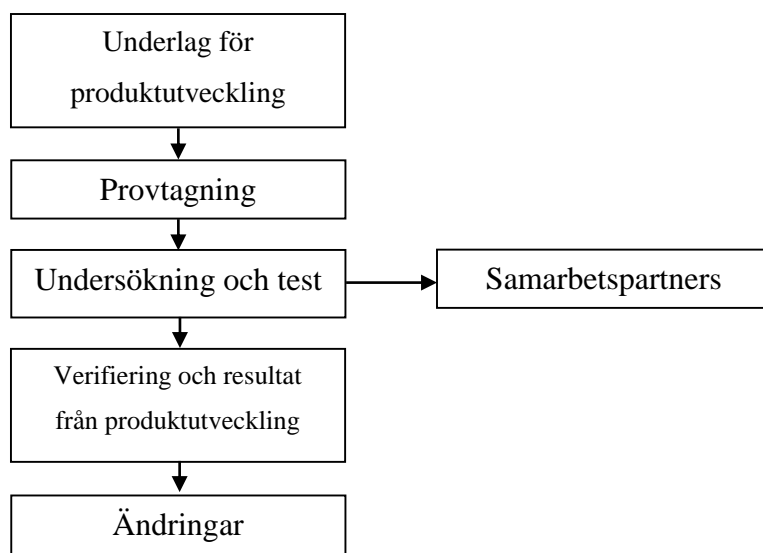 Underlag för
produktutveckling
Provtagning
Undersökning och test
Samarbetspartners
Verifiering och resultat
från produktutveckling
Ändringar